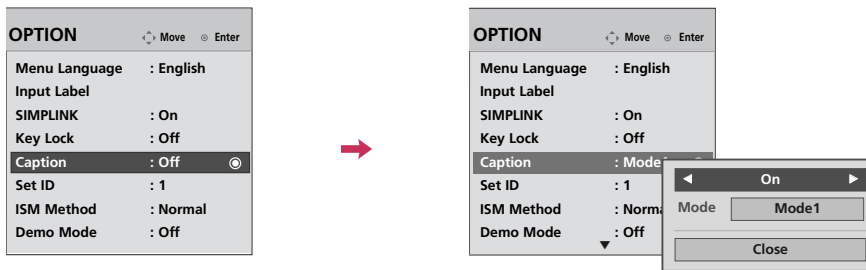 OPTION Move Enter
Menu Language : English
Input Label
SIMPLINK : On
Key Lock : Off
Caption : Off
Set ID : 1
ISM Method : Normal
Demo Mode : Off
OPTION Move Enter
Menu Language : English
Input Label
SIMPLINK : On
Key Lock : Off
Caption : Mode1
Set ID : 1
ISM Method : Norma
Demo Mode : Off
On
Mode Mode1
Close